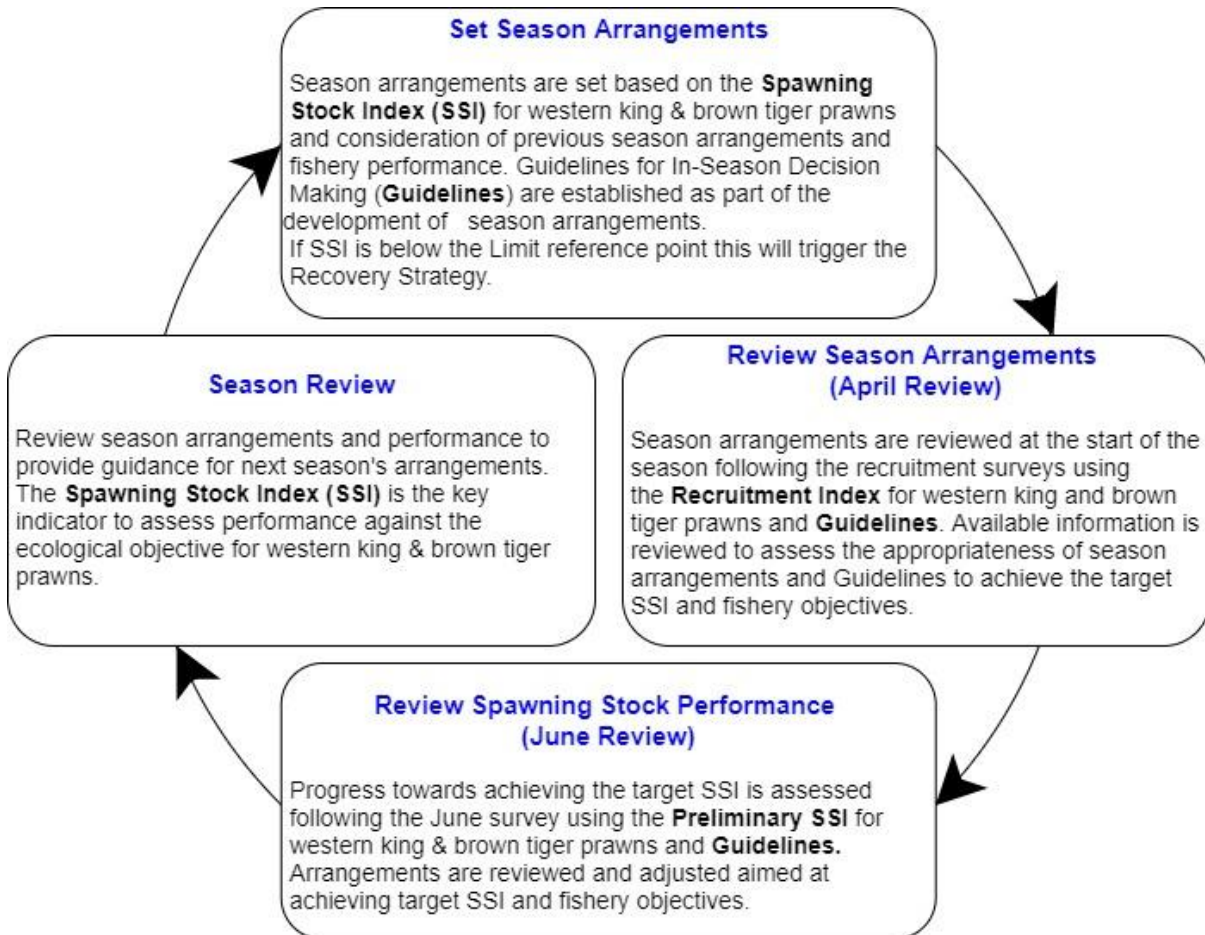 Set Season Arrangements
Season arrangements are set based on the Spawning
Stock Index (SSI) for western king & brown tiger prawns
and consideration of previous season arrangements and
fishery performance. Guidelines for In-Season Decision
Making (Guidelines) are established as part of the
development of season arrangements.
If SSI is below the Limit reference point this will trigger the
Recovery Strategy.
Review Season Arrangements
(April Review)
Season arrangements are reviewed at the start of the
season following the recruitment surveys using
the Recruitment Index for western king and brown
tiger prawns and Guidelines. Available information is
reviewed to assess the appropriateness of season
arrangements and Guidelines to achieve the target
SSI and fishery objectives.
Review Spawning Stock Performance
(June Review)
Progress towards achieving the target SSI is assessed
following the June survey using the Preliminary SSI for
western king & brown tiger prawns and Guidelines.
Arrangements are reviewed and adjusted aimed at
achieving target SSI and fishery objectives.
Season Review
Review season arrangements and performance to
provide guidance for next season's arrangements.
The Spawning Stock Index (SSI) is the key
indicator to assess performance against the
ecological objective for western king & brown tiger
prawns.